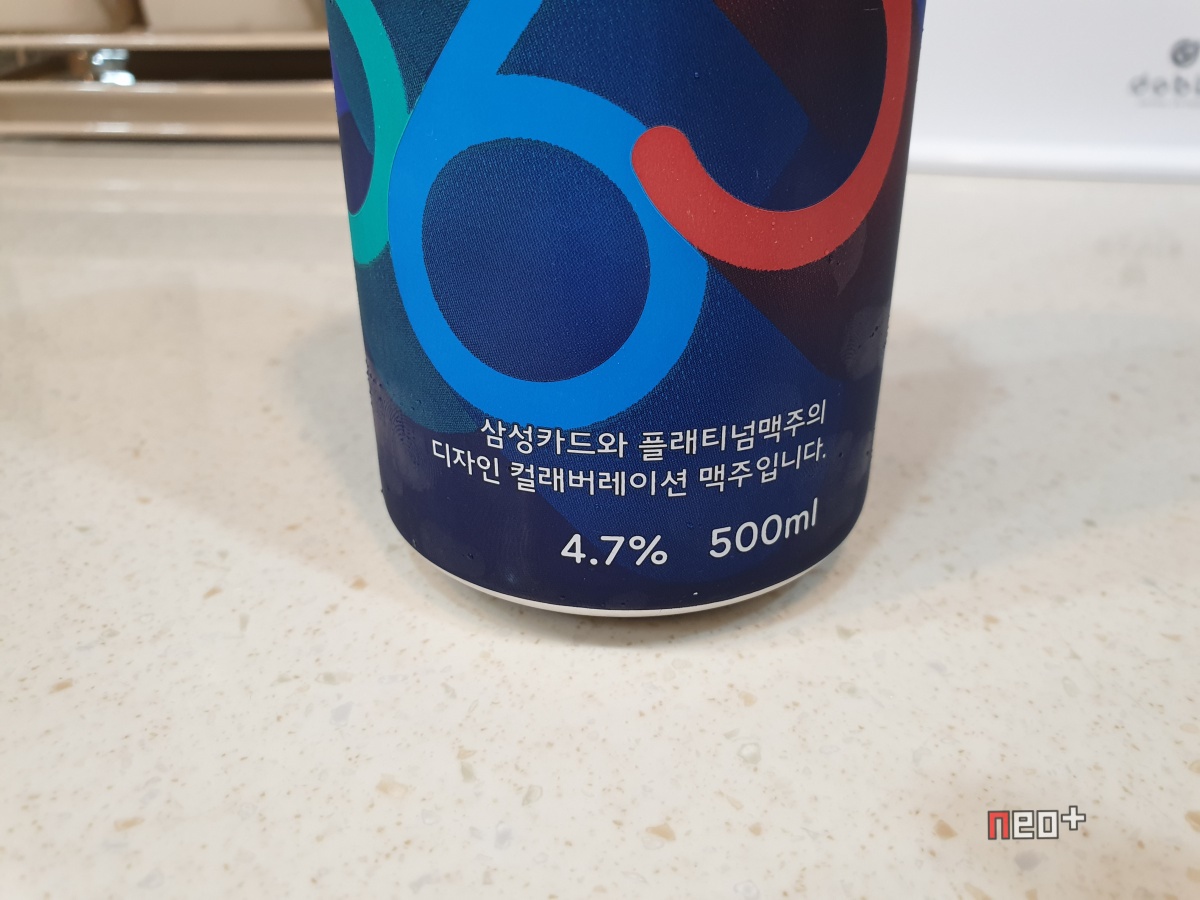 삼성카드와 플래티넘맥주의
디자인 컬래버레이션 맥주입니다.
4.7% 500ml
neo+